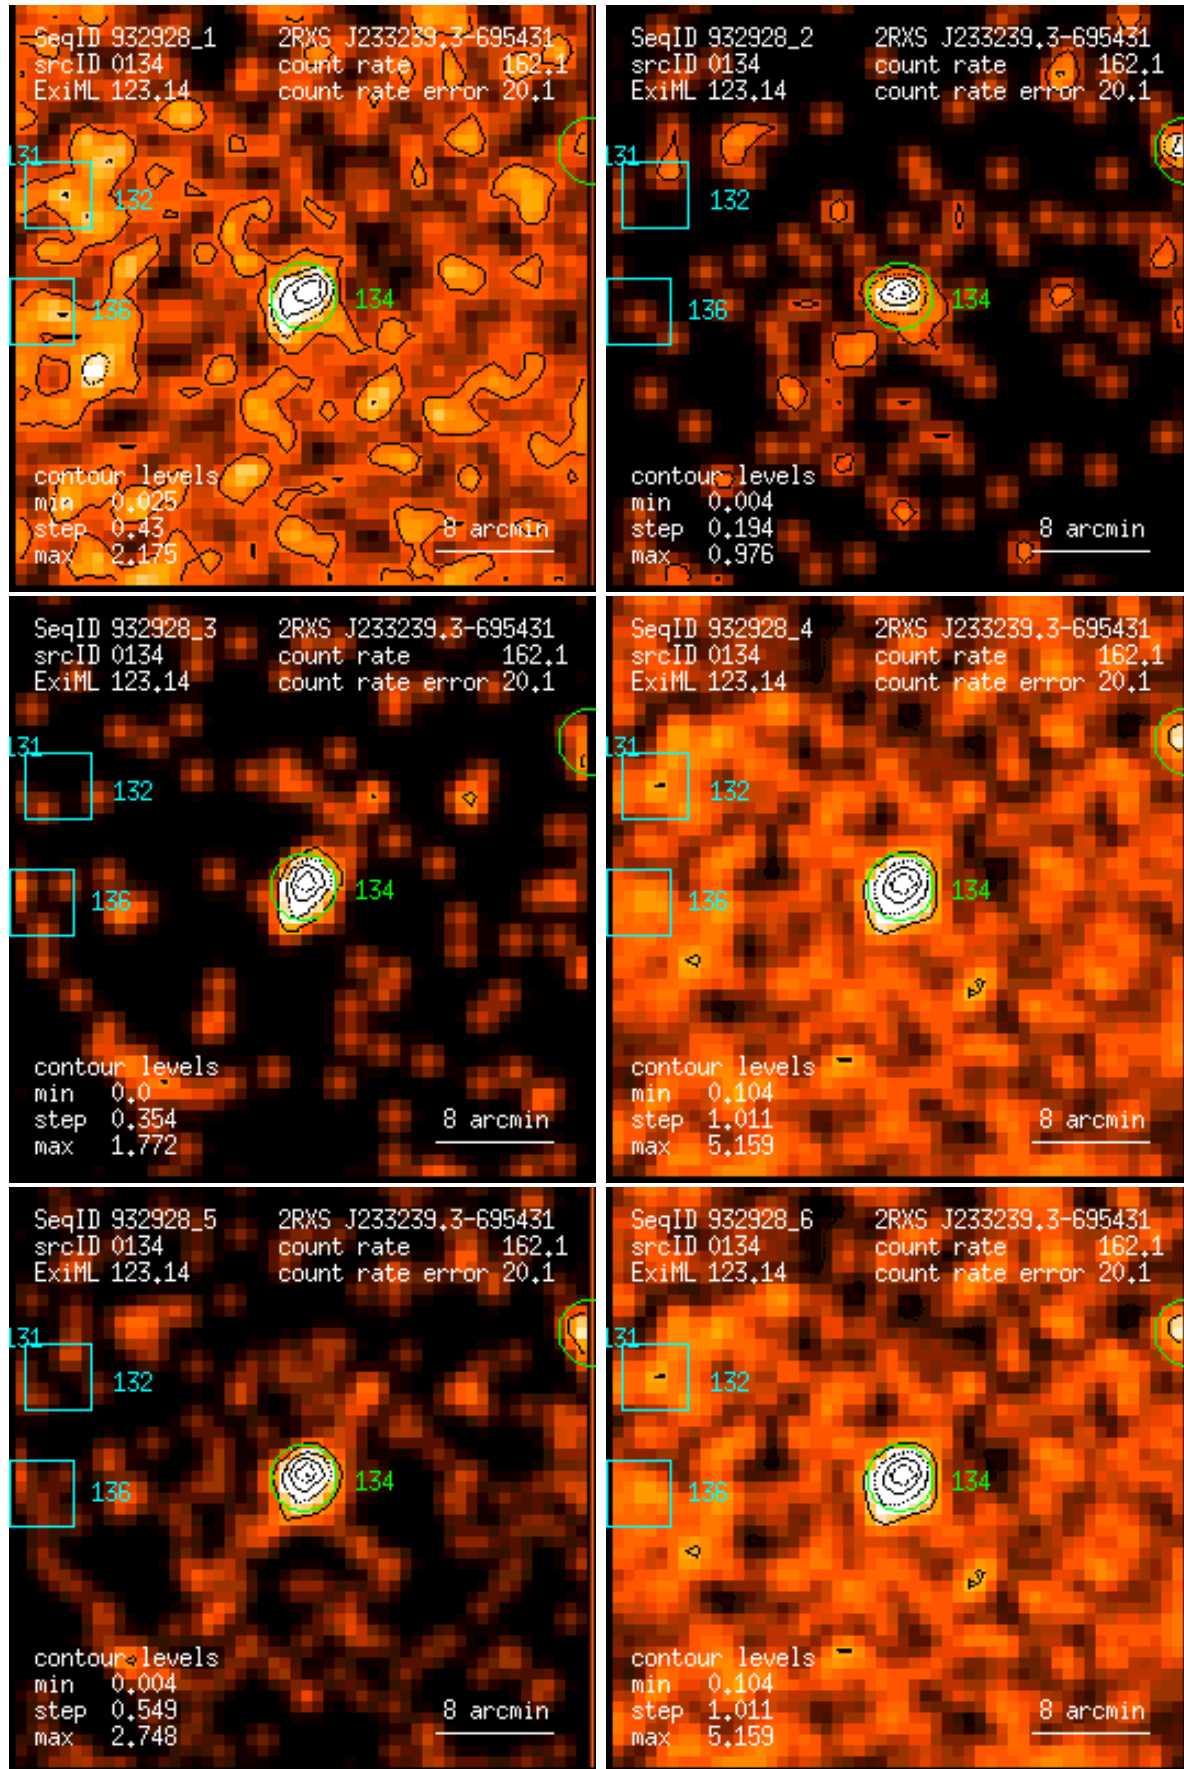 SeqID 932928_1 2RXS J233239.3-695431
srcID 0134 count rate 162.1
ExiML 123.14 count rate error 20.1
131
132
136
134
contour levels
min 0.025
step 0.43 8 arcmin
max 2.175
SeqID 932928_2 2RXS J233239.3-695431
srcID 0134 count rate 162.1
ExiML 123.14 count rate error 20.1
131
132
136
134
contour levels
min 0.004
step 0.194 8 arcmin
max 0.976
SeqID 932928_3 2RXS J233239.3-695431
srcID 0134 count rate 162.1
ExiML 123.14 count rate error 20.1
131
132
136
134
contour levels
min 0.0
step 0.354 8 arcmin
max 1.772
SeqID 932928_4 2RXS J233239.3-695431
srcID 0134 count rate 162.1
ExiML 123.14 count rate error 20.1
131
132
136
134
contour levels
min 0.104
step 1.011 8 arcmin
max 5.159
SeqID 932928_5 2RXS J233239.3-695431
srcID 0134 count rate 162.1
ExiML 123.14 count rate error 20.1
131
132
136
134
contour levels
min 0.004
step 0.549 8 arcmin
max 2.748
SeqID 932928_6 2RXS J233239.3-695431
srcID 0134 count rate 162.1
ExiML 123.14 count rate error 20.1
131
132
136
134
contour levels
min 0.104
step 1.011 8 arcmin
max 5.159